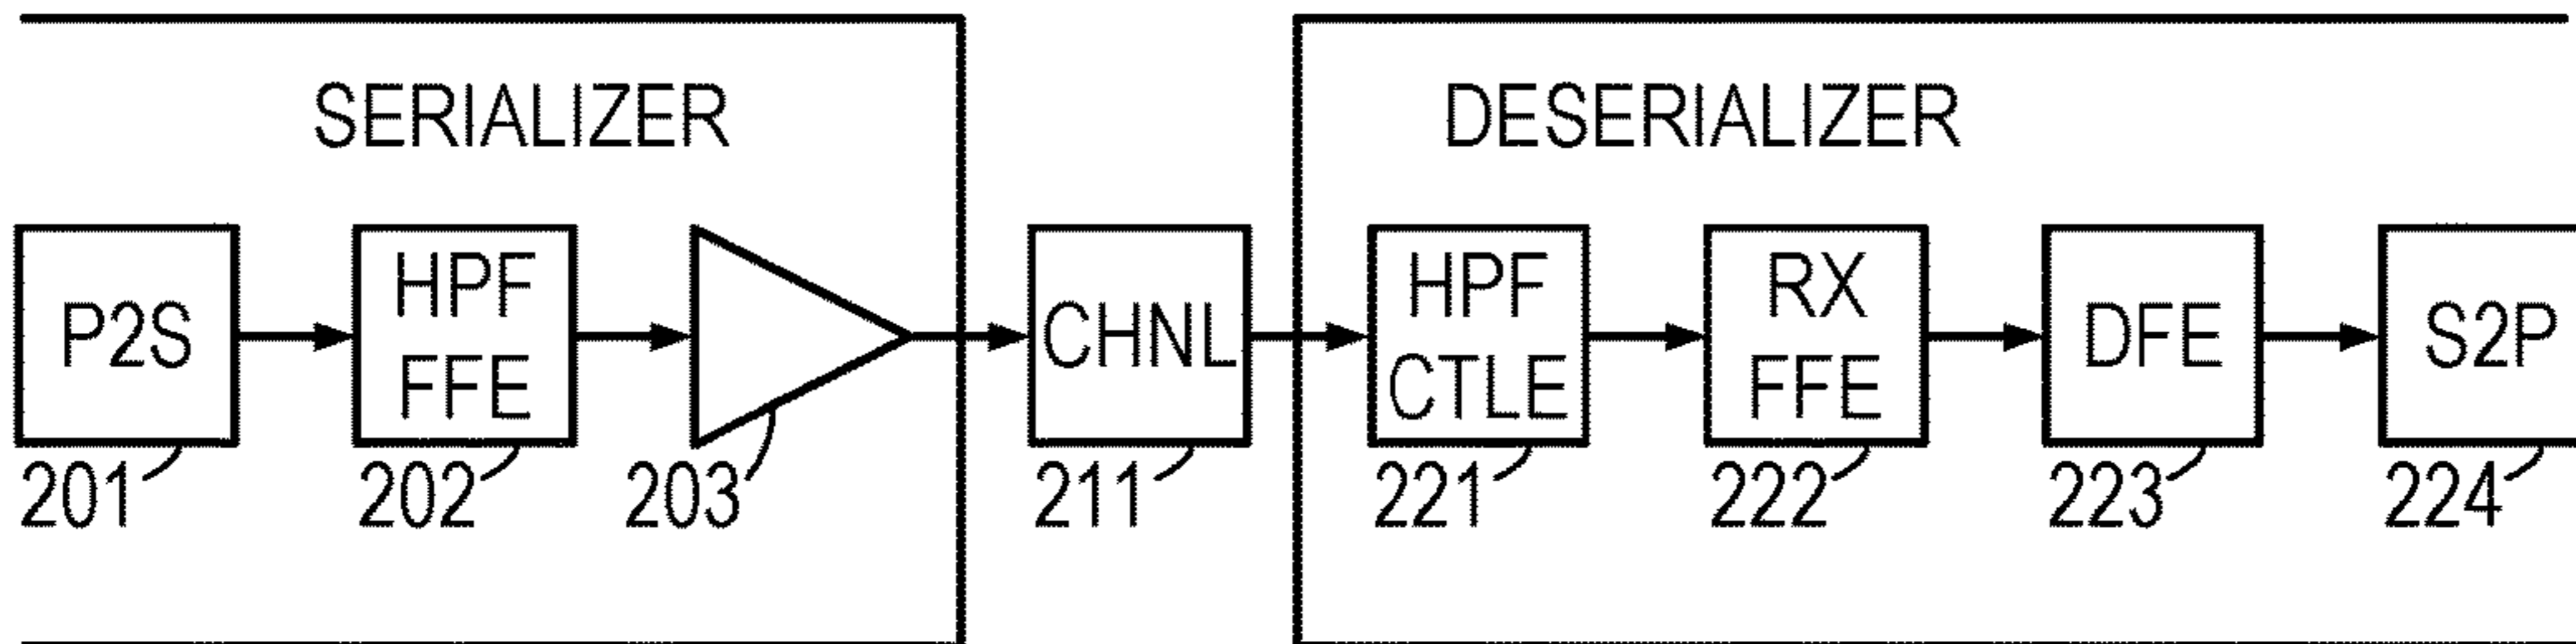 SERIALIZER
DESERIALIZER
P2S
HPF
FFE
CHNL
HPF
CTLE
RX
FFE
DFE
S2P
201
202
203
211
221
222
223
224